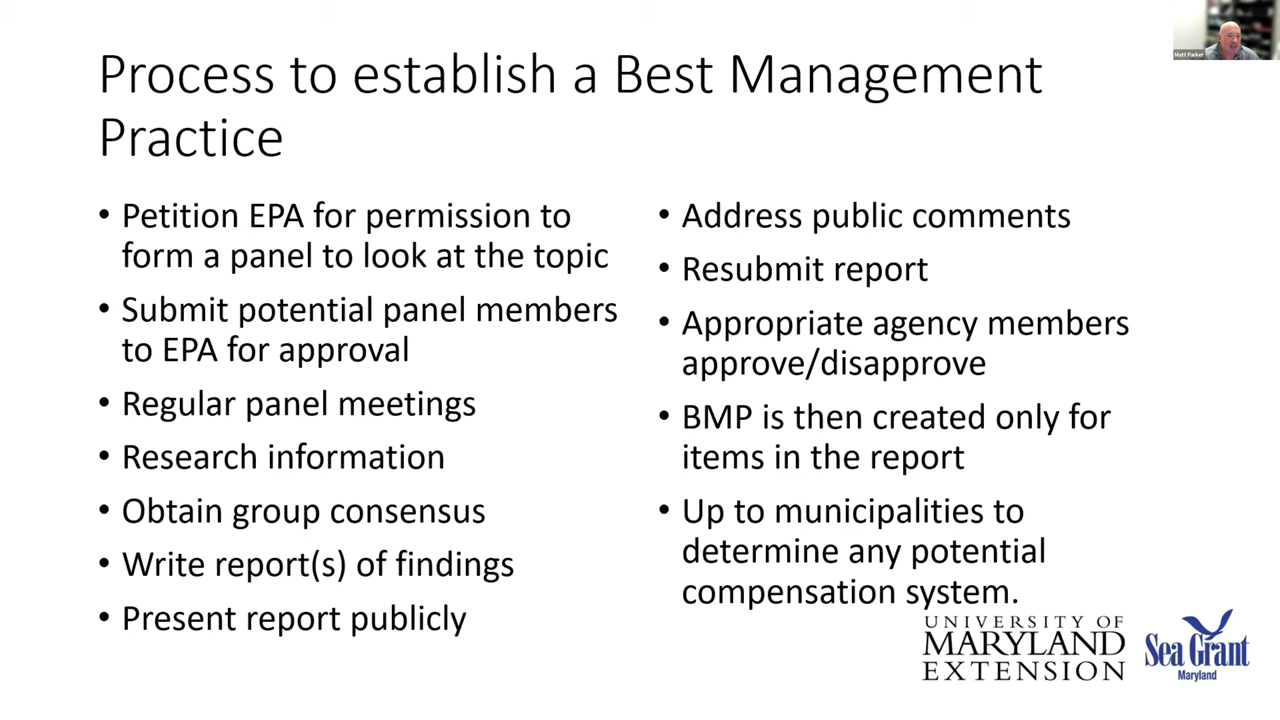 Process to establish a Best Management
Practice
• Petition EPA for permission to
form a panel to look at the topic
• Submit potential panel members
to EPA for approval
• Regular panel meetings
• Research information
• Obtain group consensus
• Write report(s) of findings
• Present report publicly
• Address public comments
• Resubmit report
• Appropriate agency members
approve/disapprove
• BMP is then created only for
items in the report
• Up to municipalities to
determine any potential
compensation system.
UNIVERSITY OF
MARYLAND
EXTENSION
Sea Grant
Maryland
Matt Parker